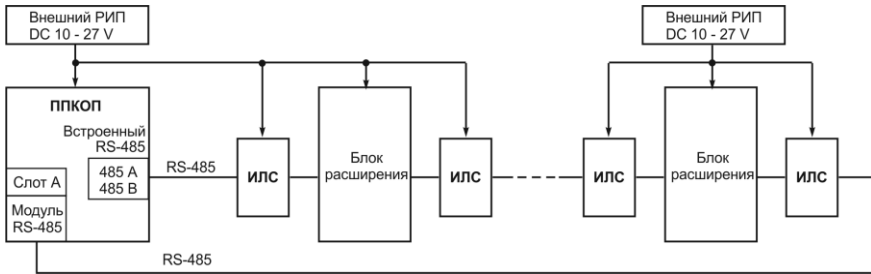 Внешний РИП
DC 10 - 27 V
Внешний РИП
DC 10 - 27 V
ППКОП
Встроенный
RS-485
485 A
485 B
Слот А
Модуль
RS-485
RS-485
ИЛС
Блок
расширения
ИЛС
ИЛС
Блок
расширения
ИЛС
RS-485